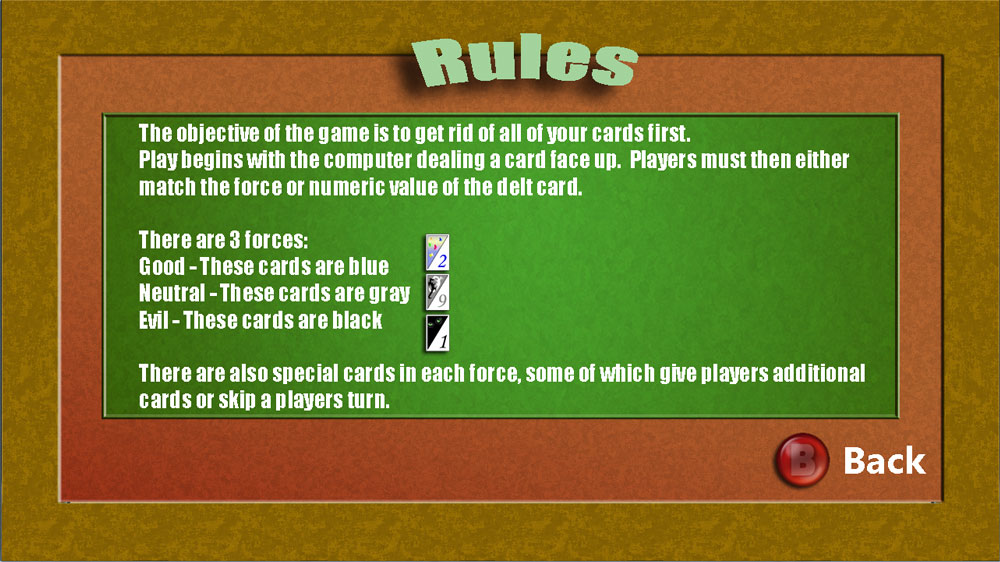 Rules
The objective of the game is to get rid of all of your cards first.
Play begins with the computer dealing a card face up. Players must then either
match the force or numeric value of the delt card.
There are 3 forces:
Good - These cards are blue
2
Neutral - These cards are gray
9
Evil - These cards are black
1
There are also special cards in each force, some of which give players additional
cards or skip a players turn.
B Back